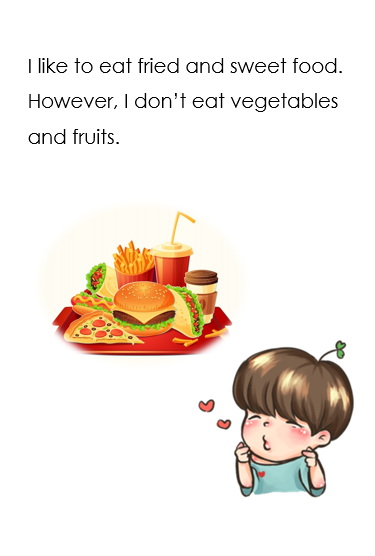 I like to eat fried and sweet food.
However, I don’t eat vegetables
and fruits.